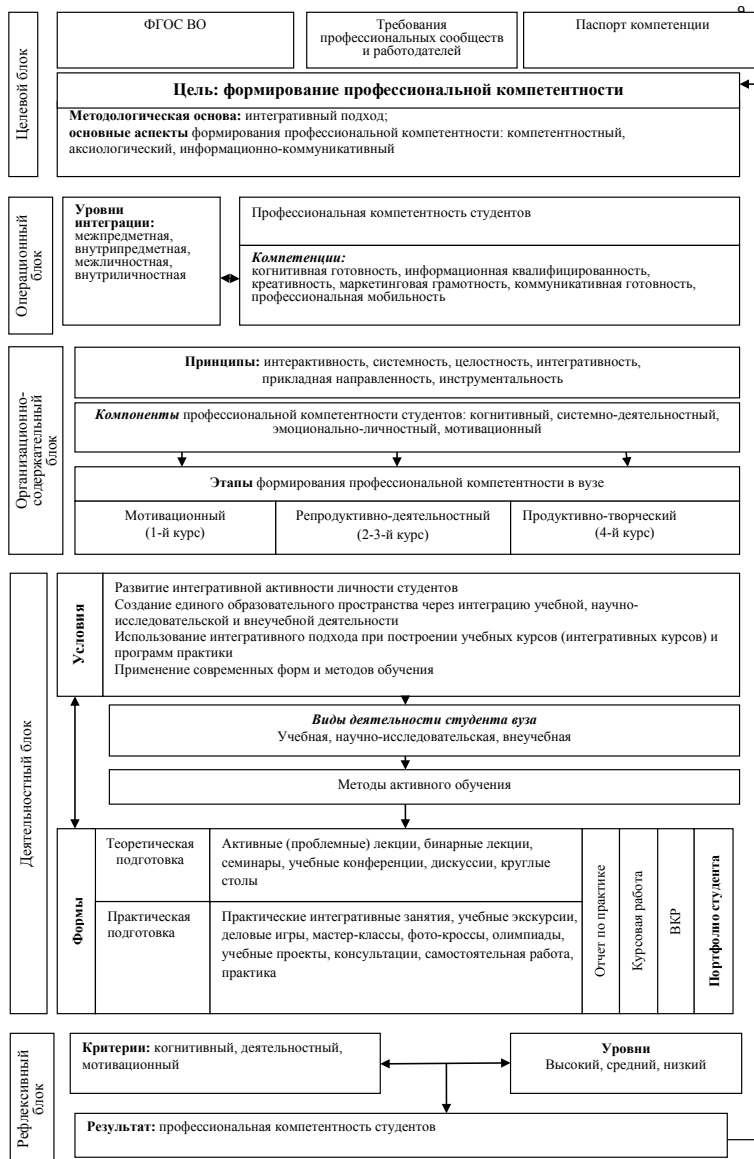 9
Целевой блок
ФГОС ВО
Требования
профессиональных сообществ
и работодателей
Паспорт компетенции
Цель: формирование профессиональной компетентности
Методологическая основа: интегративный подход;
основные аспекты формирования профессиональной компетентности: компетентностный,
аксиологический, информационно-коммуникативный
Операционный
блок
Уровни
интеграции:
межпредметная,
внутрипредметная,
межличностная,
внутриличностная
Профессиональная компетентность студентов
Компетенции:
когнитивная готовность, информационная квалифицированность,
креативность, маркетинговая грамотность, коммуникативная готовность,
профессиональная мобильность
Организационно-
содержательный
блок
Принципы: интерактивность, системность, целостность, интегративность,
прикладная направленность, инструментальность
Компоненты профессиональной компетентности студентов: когнитивный, системно-деятельностный,
эмоционально-личностный, мотивационный
Этапы формирования профессиональной компетентности в вузе
Мотивационный
(1-й курс)
Репродуктивно-деятельностный
(2-3-й курс)
Продуктивно-творческий
(4-й курс)
Деятельностный блок
Условия
Развитие интегративной активности личности студентов
Создание единого образовательного пространства через интеграцию учебной, научно-
исследовательской и внеучебной деятельности
Использование интегративного подхода при построении учебных курсов (интегративных курсов) и
программ практики
Применение современных форм и методов обучения
Виды деятельности студента вуза
Учебная, научно-исследовательская, внеучебная
Методы активного обучения
Формы
Теоретическая
подготовка
Активные (проблемные) лекции, бинарные лекции,
семинары, учебные конференции, дискуссии, круглые
столы
Практическая
подготовка
Практические интегративные занятия, учебные экскурсии,
деловые игры, мастер-классы, фото-кроссы, олимпиады,
учебные проекты, консультации, самостоятельная работа,
практика
Отчет по практике
Курсовая работа
ВКР
Портфолио студента
Рефлексивный
блок
Критерии: когнитивный, деятельностный,
мотивационный
Уровни
Высокий, средний, низкий
Результат: профессиональная компетентность студентов